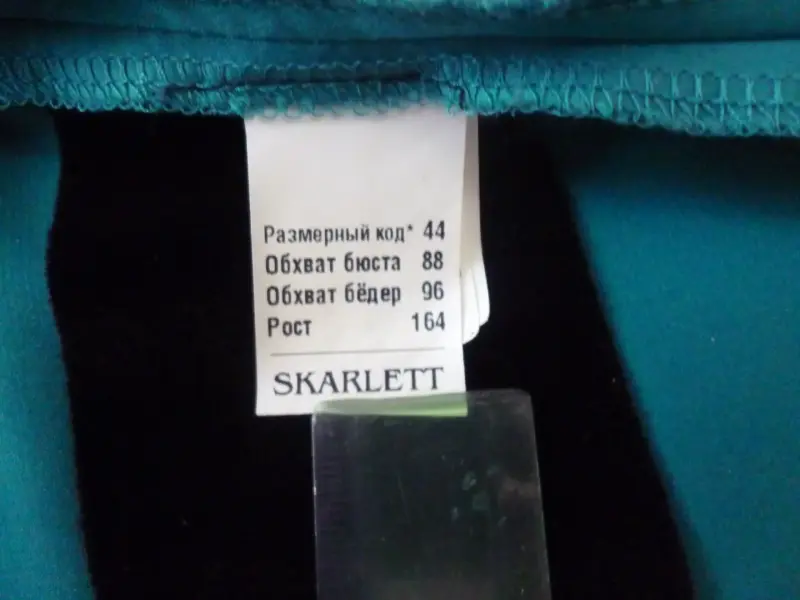 Размерный код* 44
Обхват бюста 88
Обхват бёдер 96
Рост 164
SKARLETT